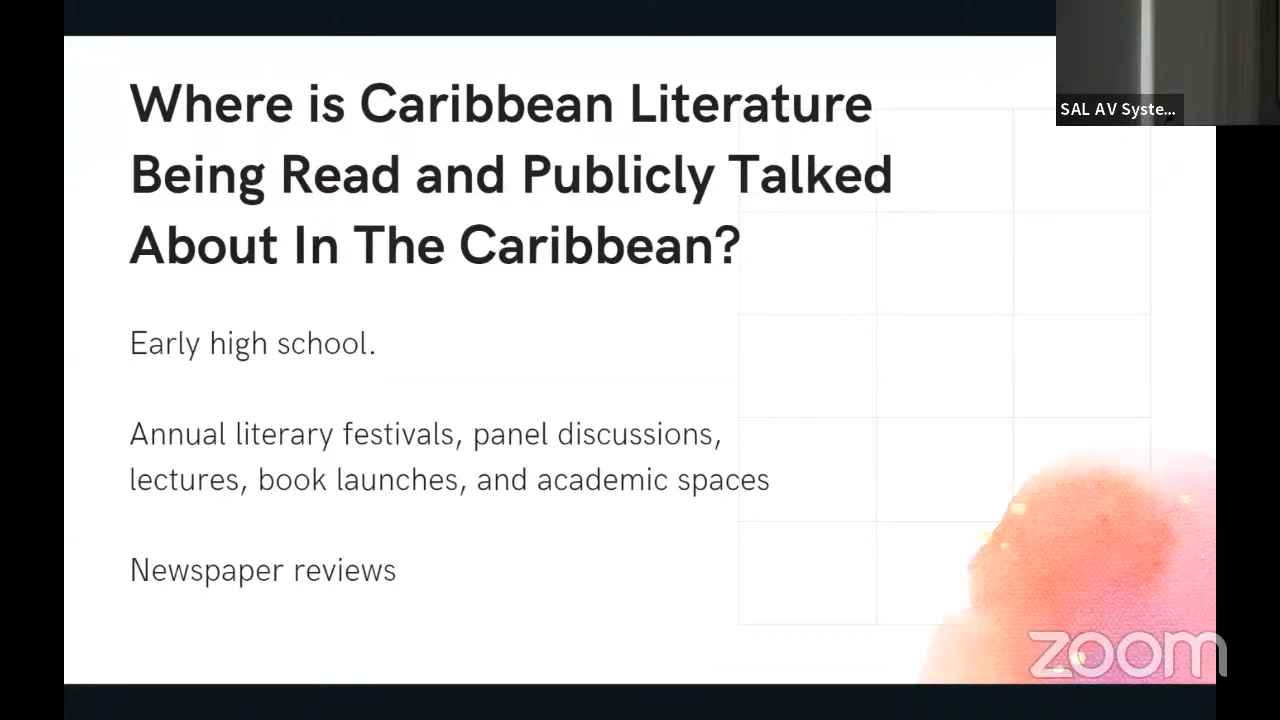 Where is Caribbean Literature
Being Read and Publicly Talked
About In The Caribbean?
Early high school.
Annual literary festivals, panel discussions,
lectures, book launches, and academic spaces
Newspaper reviews
SAL AV Syste...
zoom